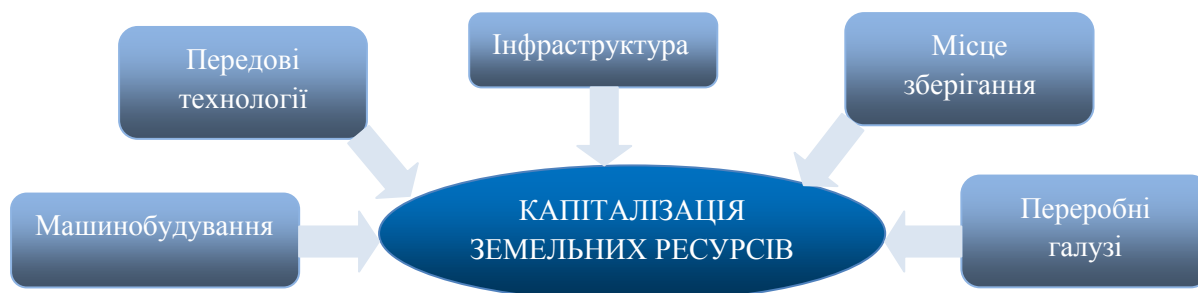 Передові
технології
Інфраструктура
Місце
зберігання
Машинобудування
КАПІТАЛІЗАЦІЯ
ЗЕМЕЛЬНИХ РЕСУРСІВ
Переробні
галузі